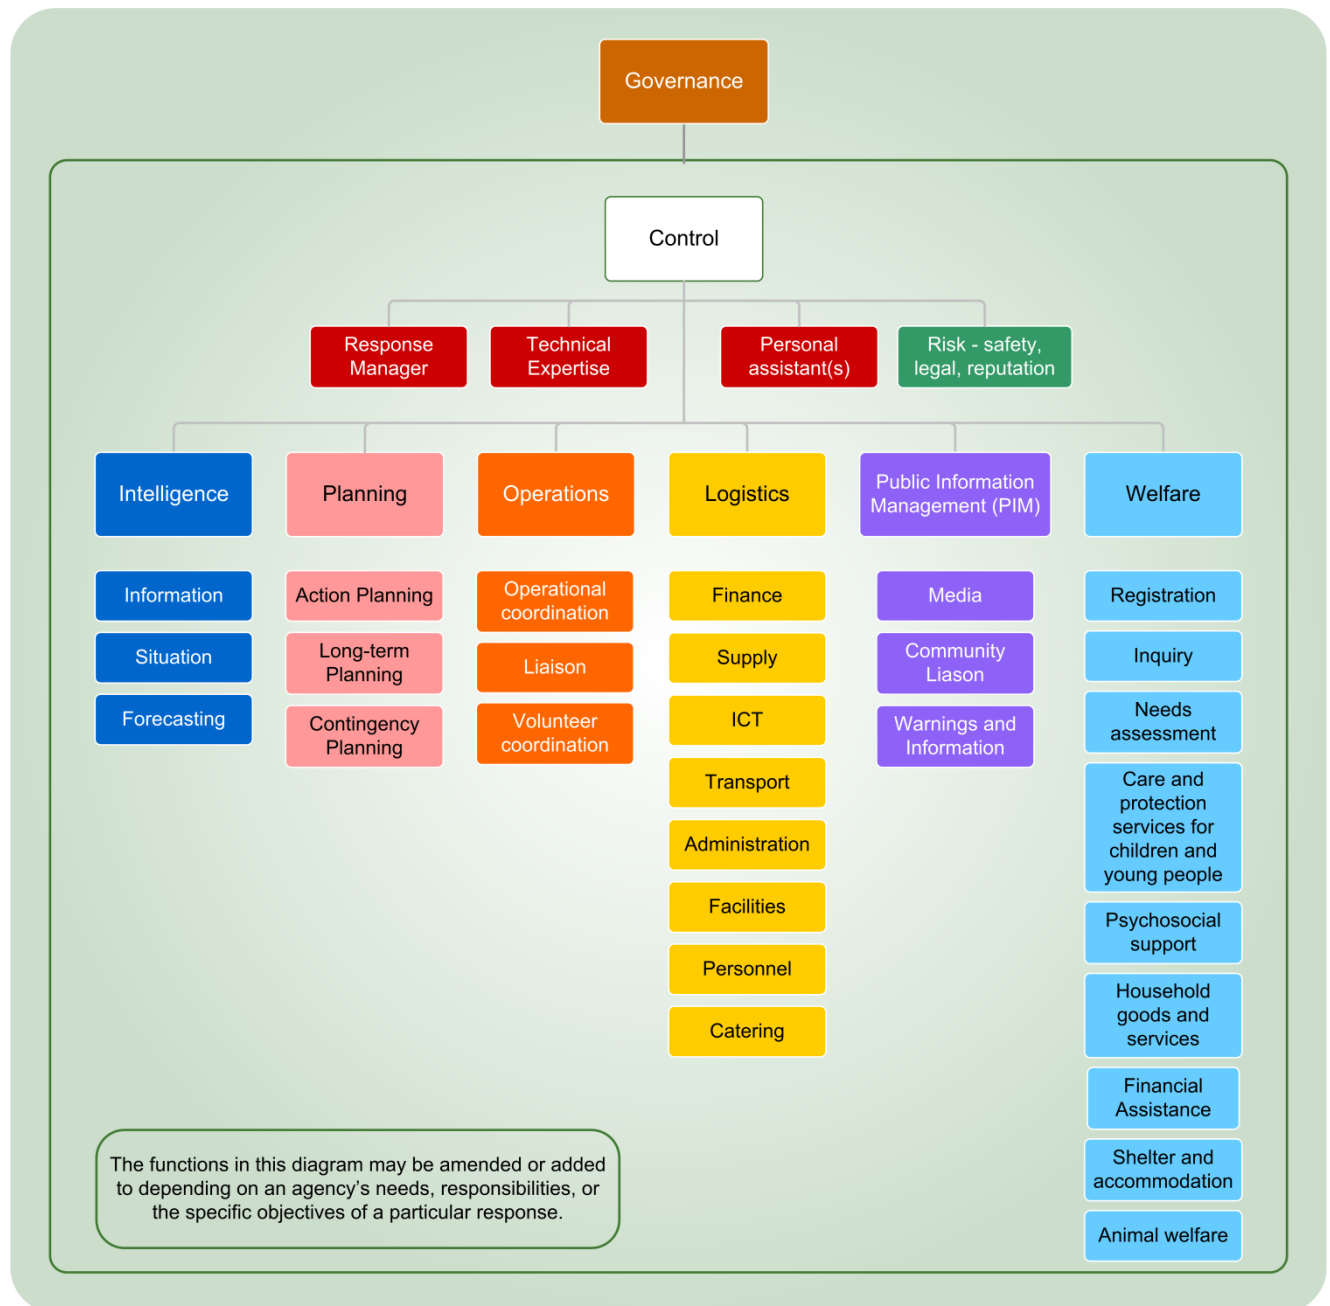 Governance
Control
Response
Manager
Technical
Expertise
Personal
assistant(s)
Risk - safety,
legal, reputation
Intelligence
Planning
Operations
Logistics
Public Information
Management (PIM)
Welfare
Information
Situation
Forecasting
Action Planning
Long-term
Planning
Contingency
Planning
Operational
coordination
Liaison
Volunteer
coordination
Finance
Supply
ICT
Transport
Administration
Facilities
Personnel
Catering
Media
Community
Liason
Warnings and
Information
Registration
Inquiry
Needs
assessment
Care and
protection
services for
children and
young people
Psychosocial
support
Household
goods and
services
Financial
Assistance
Shelter and
accommodation
Animal welfare
The functions in this diagram may be amended or added
to depending on an agency’s needs, responsibilities, or
the specific objectives of a particular response.